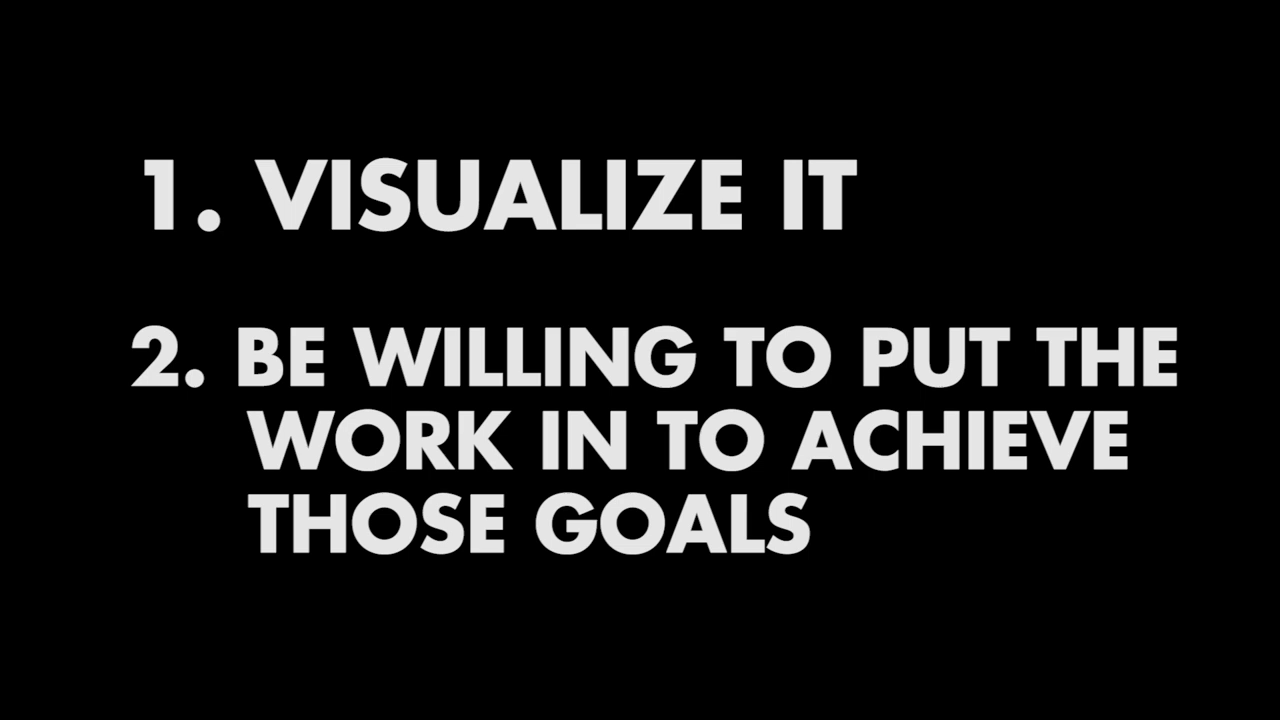 1. VISUALIZE IT
2. BE WILLING TO PUT THE
WORK IN TO ACHIEVE
THOSE GOALS